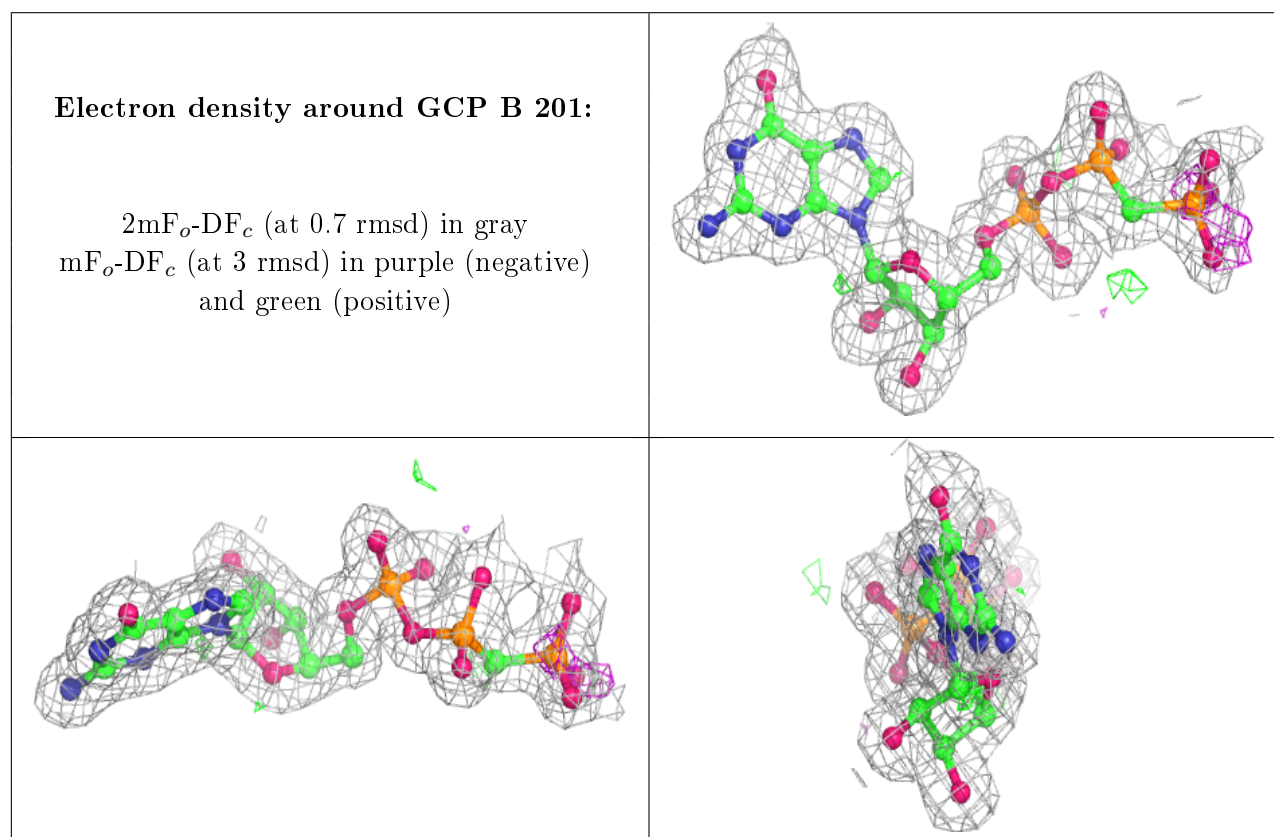 Electron density around GCP B 201:
2mFo-DFc (at 0.7 rmsd) in gray
mFo-DFc (at 3 rmsd) in purple (negative)
and green (positive)